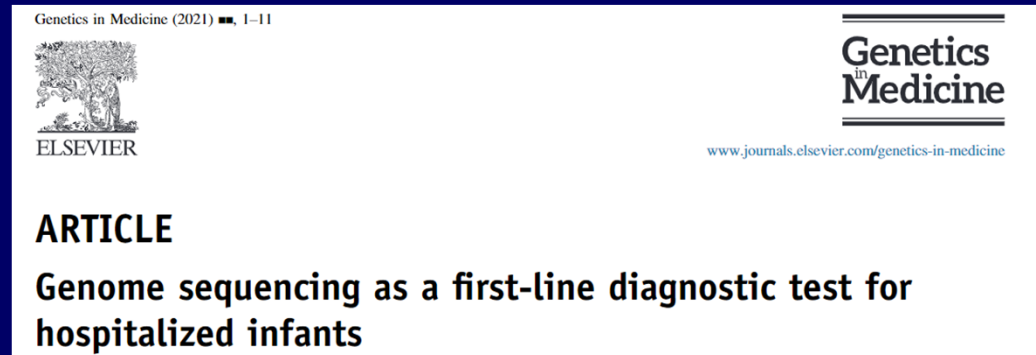 Genetics in Medicine (2021) ■■, 1–11
ELSEVIER
Genetics
in
Medicine
www.journals.elsevier.com/genetics-in-medicine
ARTICLE
Genome sequencing as a first-line diagnostic test for
hospitalized infants